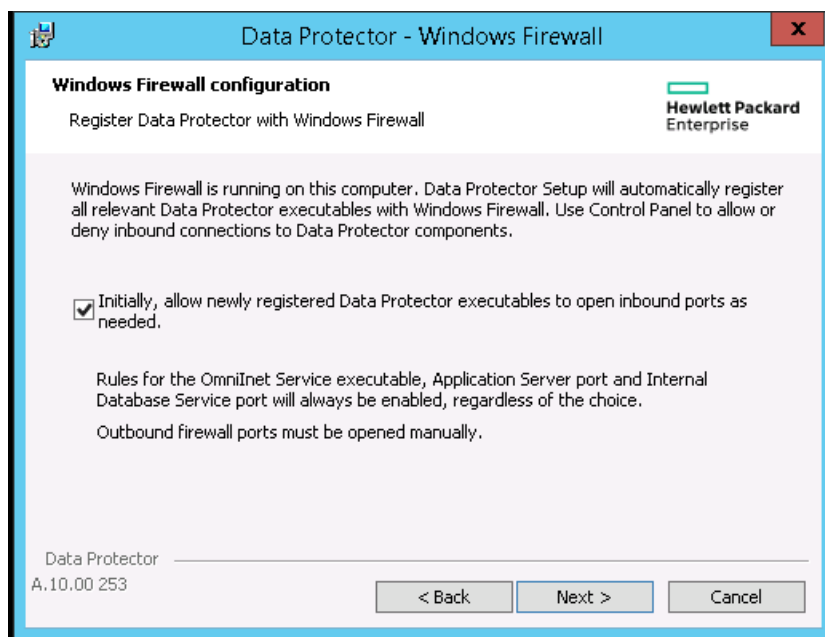 Data Protector - Windows Firewall
x
Windows Firewall configuration
Register Data Protector with Windows Firewall
Hewlett Packard
Enterprise
Windows Firewall is running on this computer. Data Protector Setup will automatically register
all relevant Data Protector executables with Windows Firewall. Use Control Panel to allow or
deny inbound connections to Data Protector components.
Initially, allow newly registered Data Protector executables to open inbound ports as
needed.
Rules for the OmniInet Service executable, Application Server port and Internal
Database Service port will always be enabled, regardless of the choice.
Outbound firewall ports must be opened manually.
Data Protector
A.10.00 253
< Back
Next >
Cancel